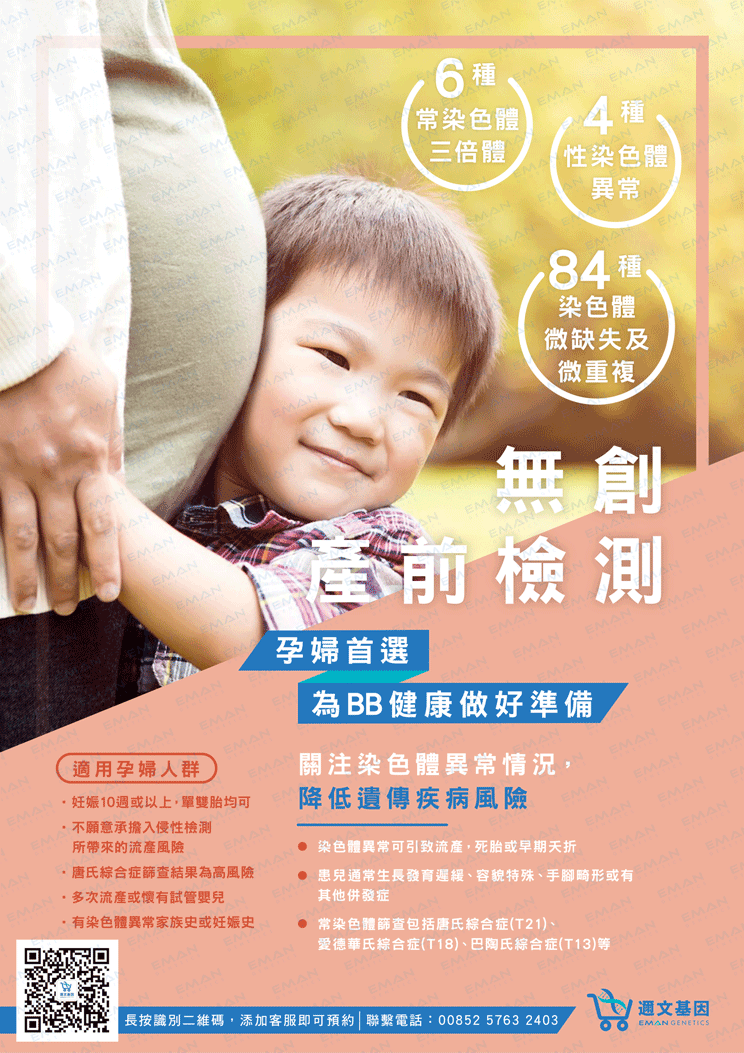 6種
常染色體
三倍體
4種
性染色體
異常
84種
染色體
微缺失及
微重複
無創
產前檢測
孕婦首選
為BB健康做好準備
適用孕婦人群
・妊娠10週或以上，單雙胎均可
・不願意承擔入侵性檢測
所帶來的流產風險
・唐氏綜合症篩查結果為高風險
・多次流產或懷有試管嬰兒
・有染色體異常家族史或妊娠史
關注染色體異常情況，
降低遺傳疾病風險
● 染色體異常可引致流產，死胎或早期夭折
● 患兒通常生長發育遲緩、容貌特殊、手腳畸形或有
其他併發症
● 常染色體篩查包括唐氏綜合症(T21)、
愛德華氏綜合症(T18)、巴陶氏綜合症(T13)等
長按識別二維碼，添加客服即可預約│聯繫電話：00852 5763 2403
週文基因
EMAN GENETICS
EMAN